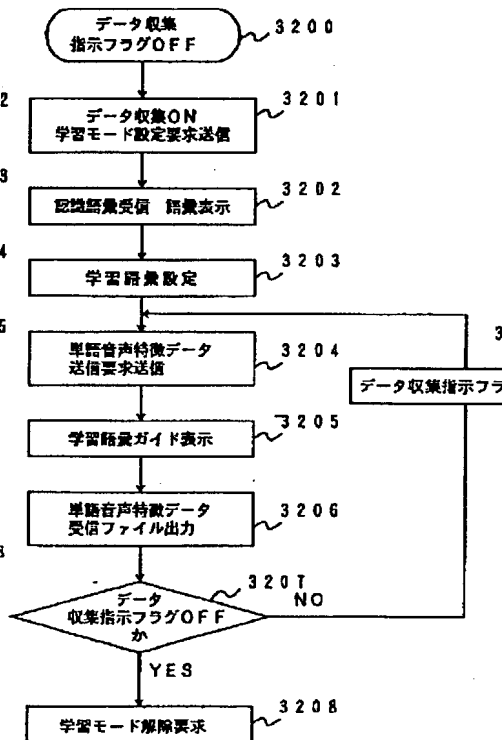 データ収集
指示フラグOFF
3200
データ収集ON
学習モード設定要求送信
3201
認識語彙受信 語彙表示
3202
学習語彙設定
3203
単語音声特徴データ
送信要求送信
3204
データ収集指示フラ
学習語彙ガイド表示
3205
単語音声特徴データ
受信ファイル出力
3206
データ
収集指示フラグOFF
か
3207
NO
YES
学習モード解除要求
3208